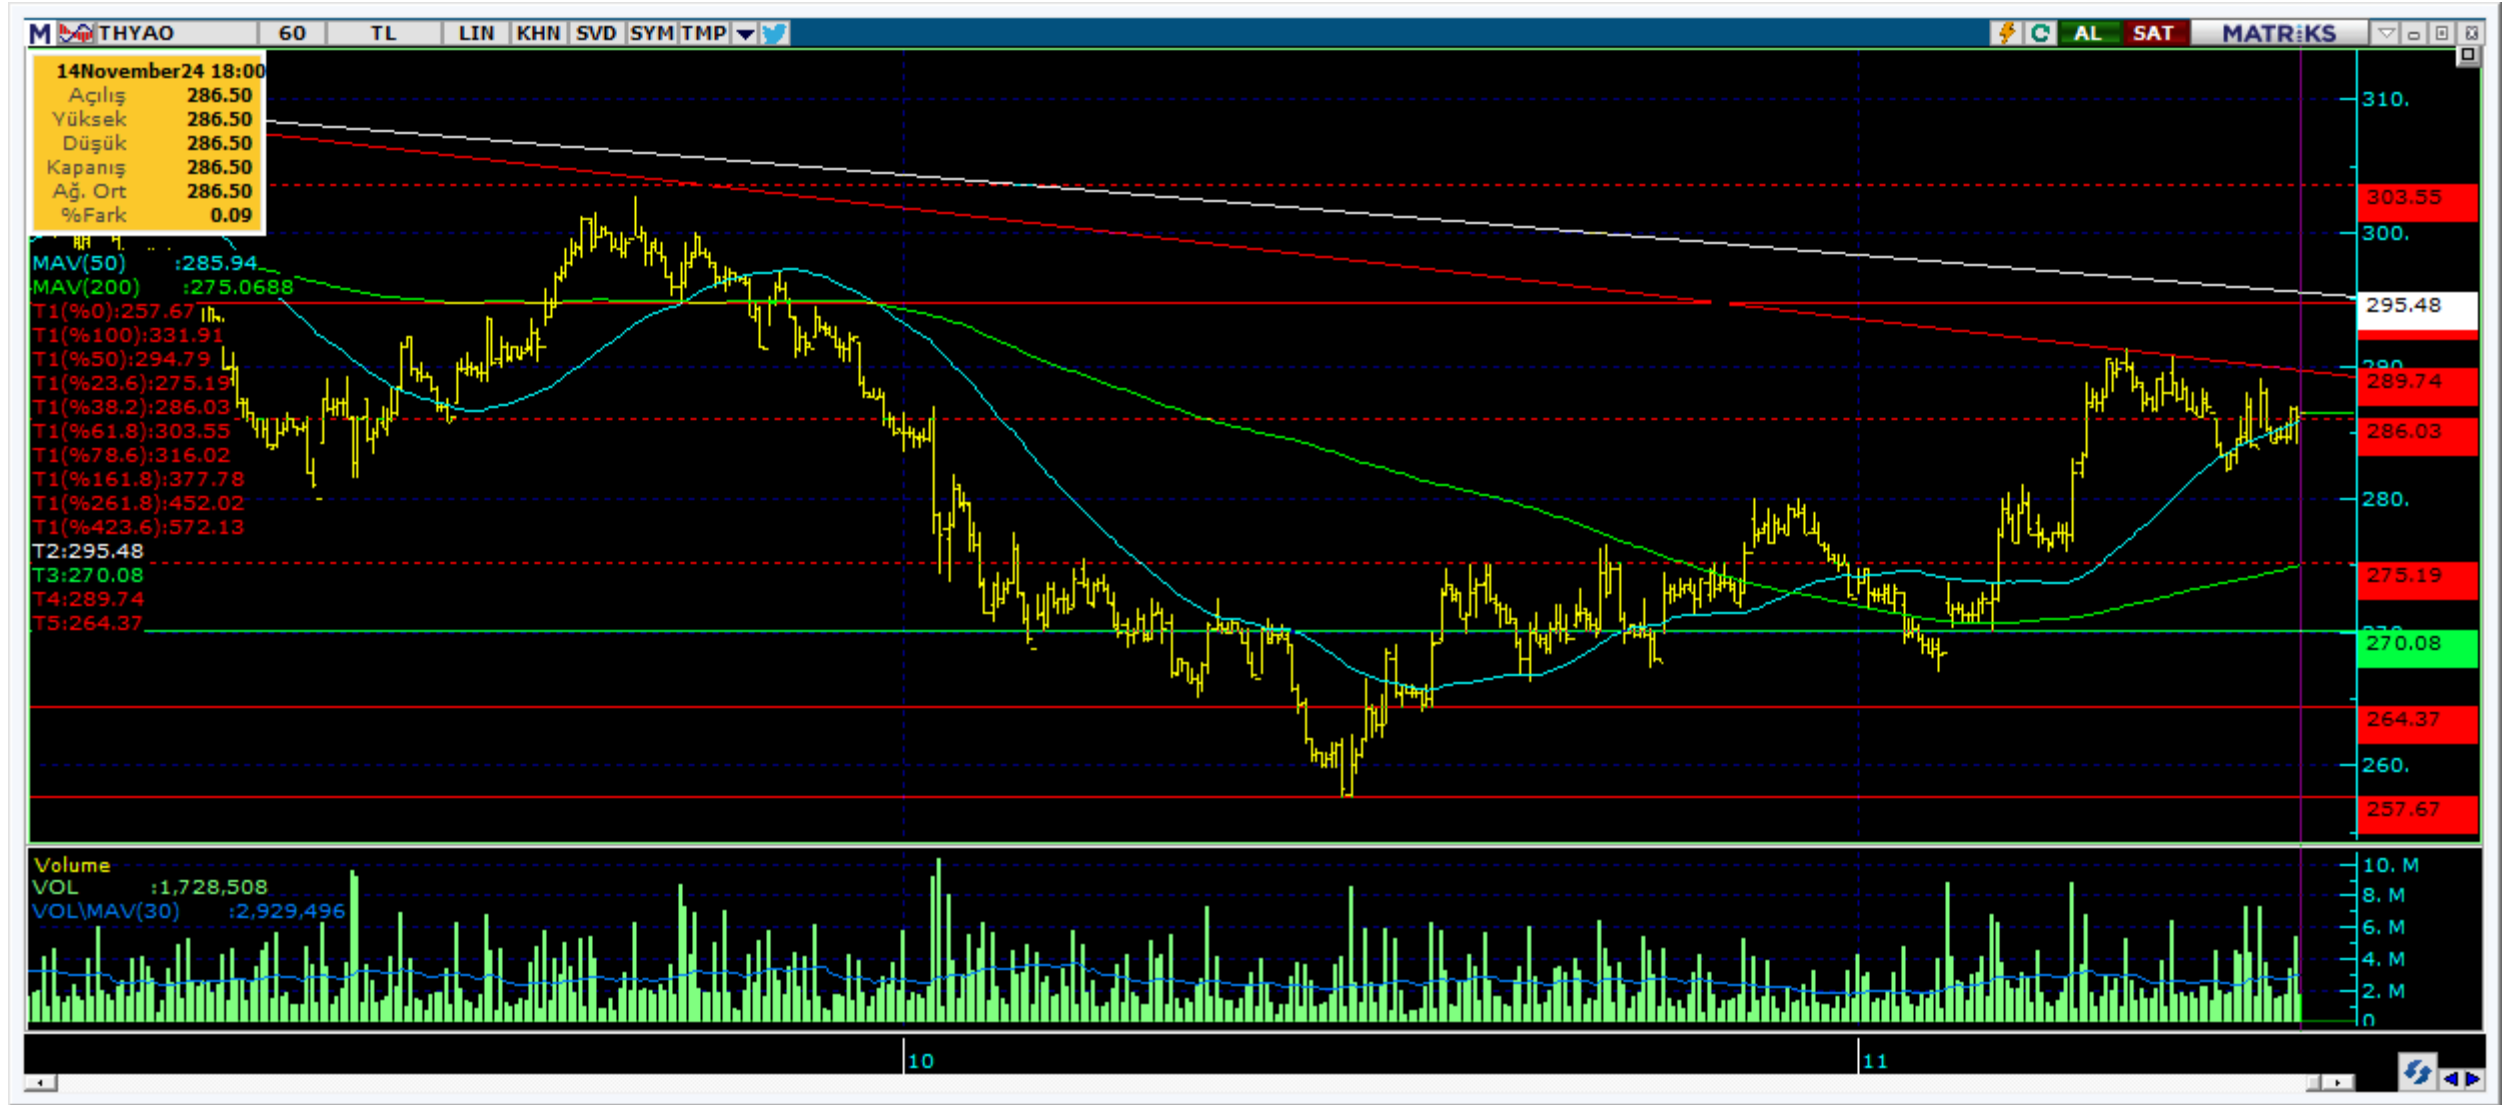 M THYAO 60 TL LIN KHN SVD SYM TMP AL SAT MATRiKS
14November24 18:00
Açılış 286.50
Yüksek 286.50
Düşük 286.50
Kapanış 286.50
Ağ. Ort 286.50
%Fark 0.09
MAV(50) :285.94
MAV(200) :275.0688
T1(%0):257.67
T1(%100):331.91
T1(%50):294.79
T1(%23.6):275.19
T1(%38.2):286.03
T1(%61.8):303.55
T1(%78.6):316.02
T1(%161.8):377.78
T1(%261.8):452.02
T1(%423.6):572.13
T2:295.48
T3:270.08
T4:289.74
T5:264.37
310.
303.55
300.
295.48
290.
289.74
286.03
280.
275.19
270.
270.08
264.37
260.
257.67
Volume
VOL :1,728,508
VOL\MAV(30) :2,929,496
10. M
8. M
6. M
4. M
2. M
0
10
11